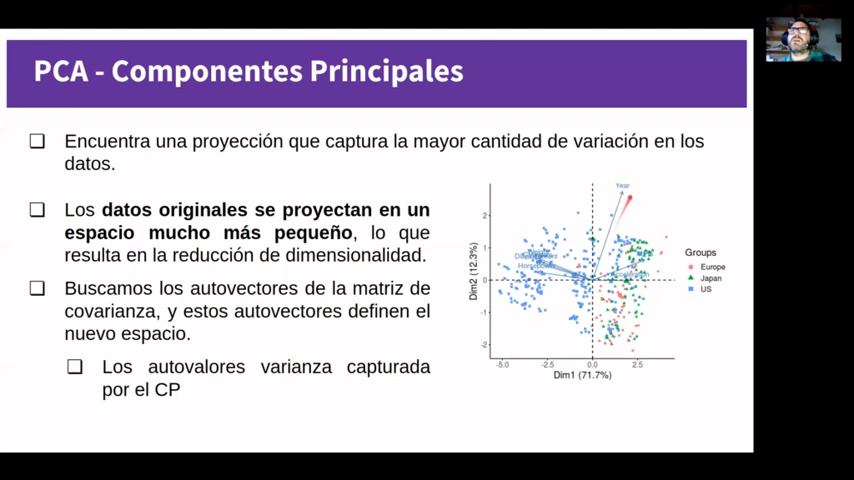 PCA - Componentes Principales
Encuentra una proyección que captura la mayor cantidad de variación en los
datos.
Los datos originales se proyectan en un
espacio mucho más pequeño, lo que
resulta en la reducción de dimensionalidad.
Buscamos los autovectores de la matriz de
covarianza, y estos autovectores definen el
nuevo espacio.
Los autovalores varianza capturada
por el CP
Year
Dim2 (12.3%)
2
1
0
-1
-2
-5.0 -2.5 0.0 2.5
Dim1 (71.7%)
Groups
Europe
Japan
US